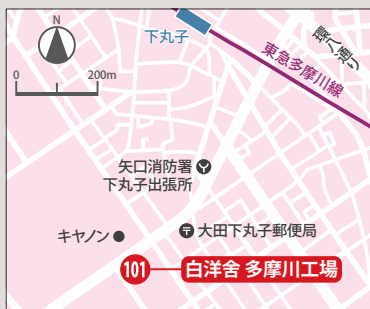 N
下丸子
0 200m
東急多摩川線
環八通り
矢口消防署
下丸子出張所
大田下丸子郵便局
キヤノン
101 白洋舍 多摩川工場